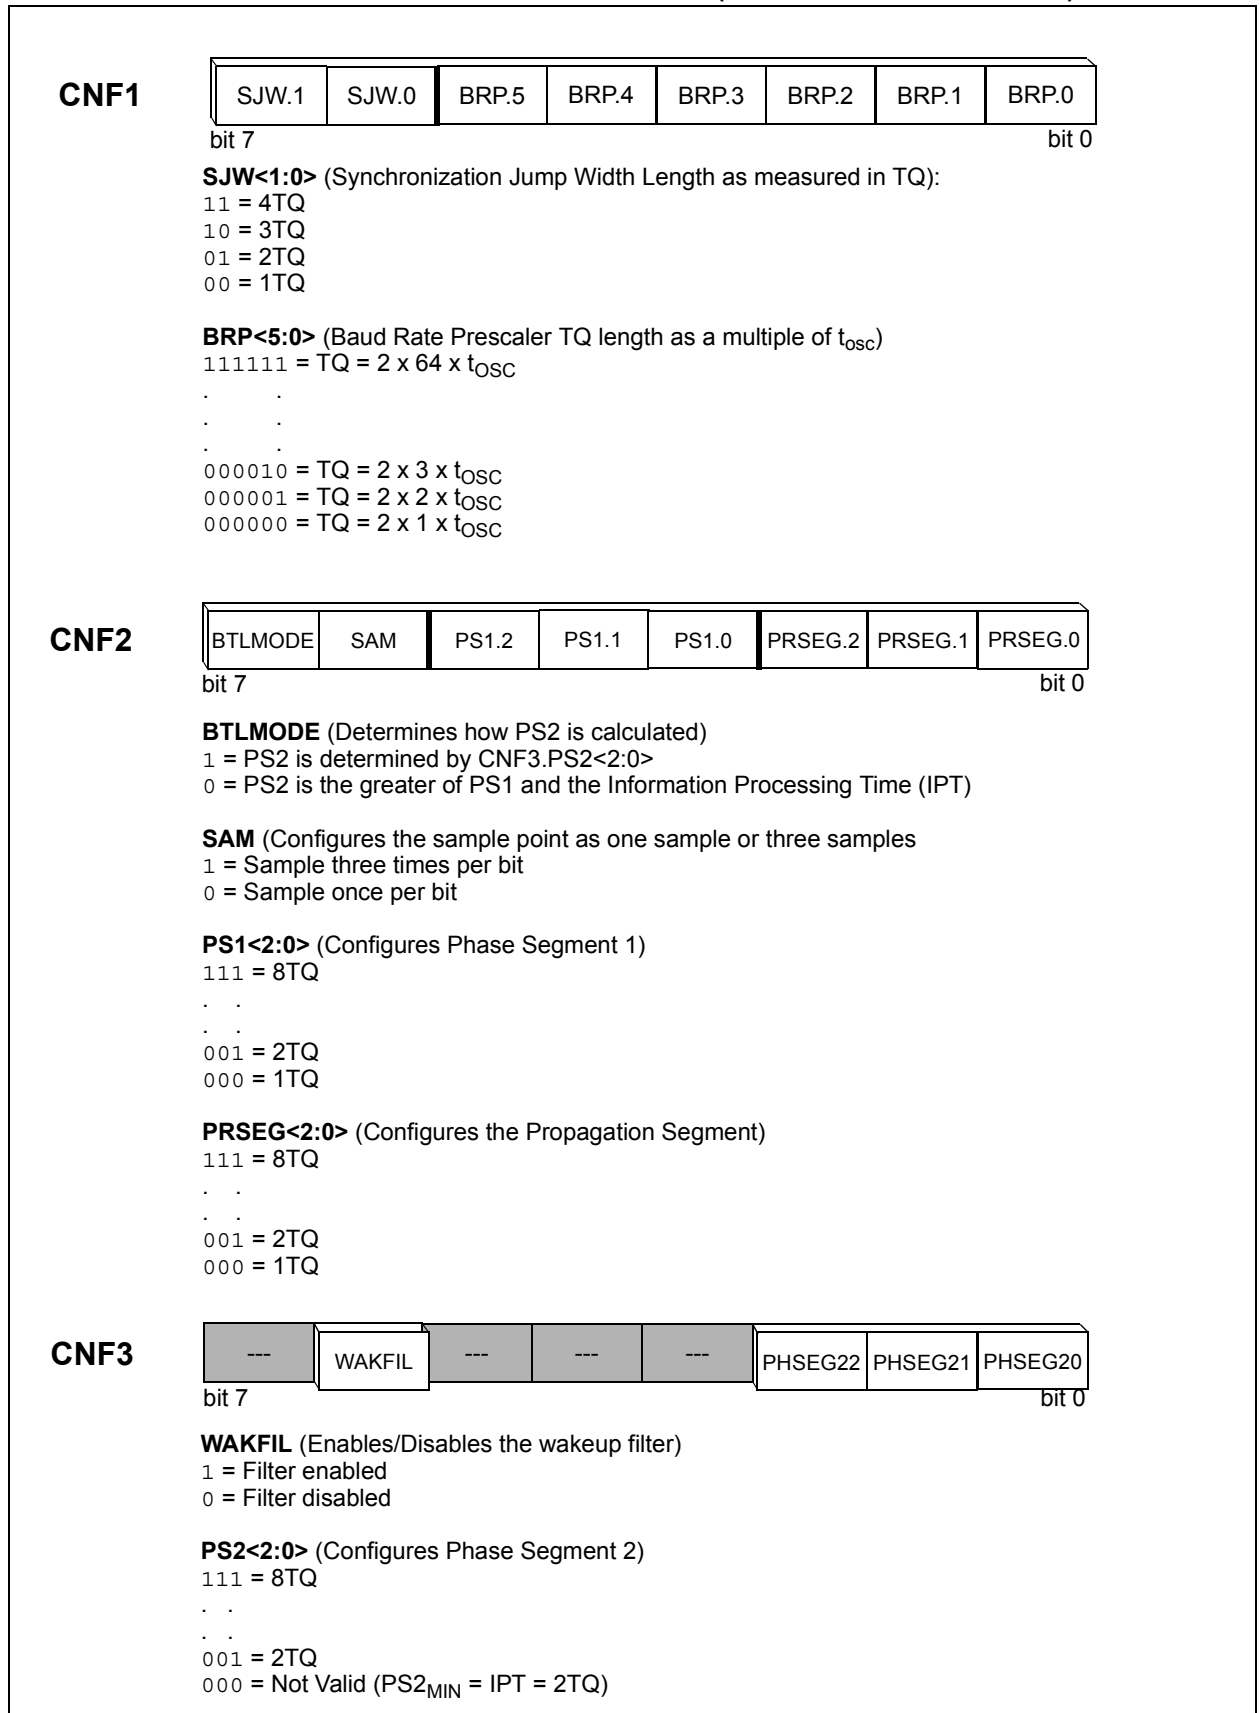 CNF1
SJW.1 SJW.0 BRP.5 BRP.4 BRP.3 BRP.2 BRP.1 BRP.0
bit 7 bit 0
SJW<1:0> (Synchronization Jump Width Length as measured in TQ):
11 = 4TQ
10 = 3TQ
01 = 2TQ
00 = 1TQ
BRP<5:0> (Baud Rate Prescaler TQ length as a multiple of tosc)
111111 = TQ = 2 x 64 x tOSC
. .
. .
. .
000010 = TQ = 2 x 3 x tOSC
000001 = TQ = 2 x 2 x tOSC
000000 = TQ = 2 x 1 x tOSC
CNF2
BTLMODE SAM PS1.2 PS1.1 PS1.0 PRSEG.2 PRSEG.1 PRSEG.0
bit 7 bit 0
BTLMODE (Determines how PS2 is calculated)
1 = PS2 is determined by CNF3.PS2<2:0>
0 = PS2 is the greater of PS1 and the Information Processing Time (IPT)
SAM (Configures the sample point as one sample or three samples
1 = Sample three times per bit
0 = Sample once per bit
PS1<2:0> (Configures Phase Segment 1)
111 = 8TQ
. .
. .
001 = 2TQ
000 = 1TQ
PRSEG<2:0> (Configures the Propagation Segment)
111 = 8TQ
. .
. .
001 = 2TQ
000 = 1TQ
CNF3
--- WAKFIL --- --- --- PHSEG22 PHSEG21 PHSEG20
bit 7 bit 0
WAKFIL (Enables/Disables the wakeup filter)
1 = Filter enabled
0 = Filter disabled
PS2<2:0> (Configures Phase Segment 2)
111 = 8TQ
. .
. .
001 = 2TQ
000 = Not Valid (PS2MIN = IPT = 2TQ)